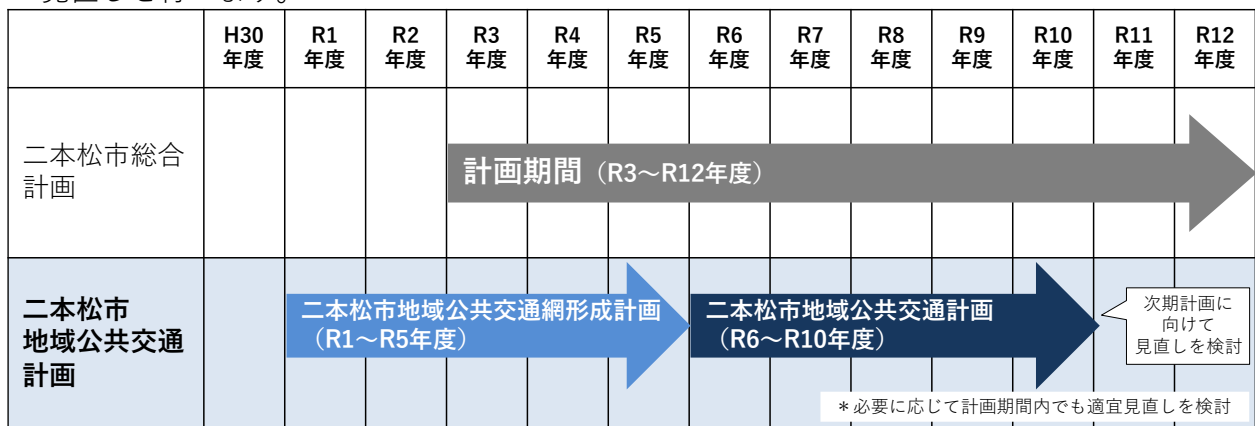 H30 R1 R2 R3 R4 R5 R6 R7 R8 R9 R10 R11 R12
年度 年度 年度 年度 年度 年度 年度 年度 年度 年度 年度 年度 年度
二本松市総合
計画
計画期間（R3～R12年度）
二本松市
地域公共交通
計画
二本松市地域公共交通網形成計画
（R1～R5年度）
二本松市地域公共交通計画
（R6～R10年度）
次期計画に
向けて
見直しを検討
＊必要に応じて計画期間内でも適宜見直しを検討